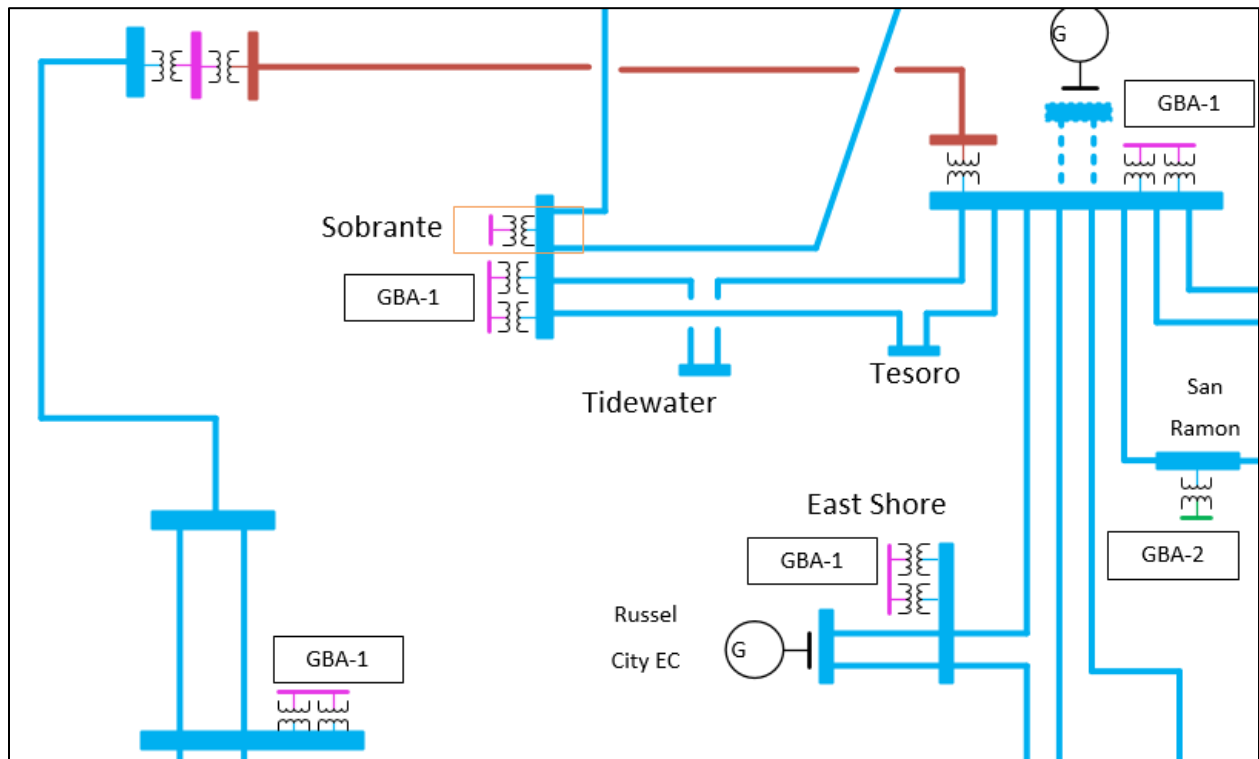 G
GBA-1
Sobrante
GBA-1
Tidewater
Tesoro
San
Ramon
East Shore
GBA-1
GBA-2
Russel
City EC
G
GBA-1